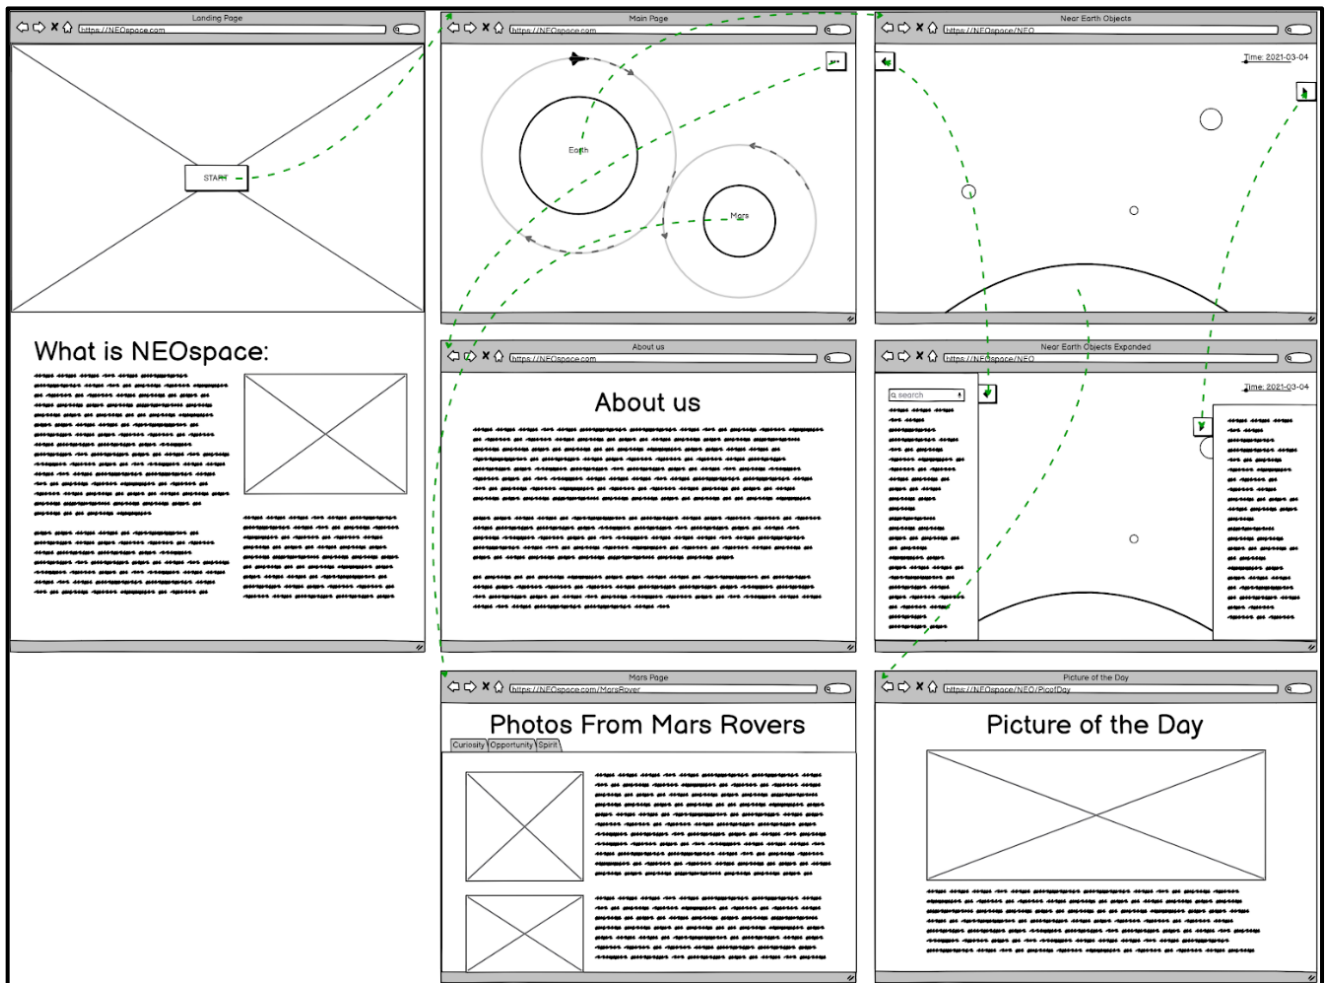 Landing Page
https://NEOspace.com
START
What is NEOspace:
Main Page
https://NEOspace.com
Earth
Mars
Near Earth Objects
https://NEOspace/NEO
Time: 2021-03-04
About us
https://NEOspace.com
About us
Near Earth Objects Expanded
https://NEOspace/NEO
search
Time: 2021-03-04
Mars Page
https://NEOspace.com/MarsRover
Photos From Mars Rovers
Curiosity Opportunity Spirit
Picture of the Day
https://NEOspace/NEO/PicofDay
Picture of the Day